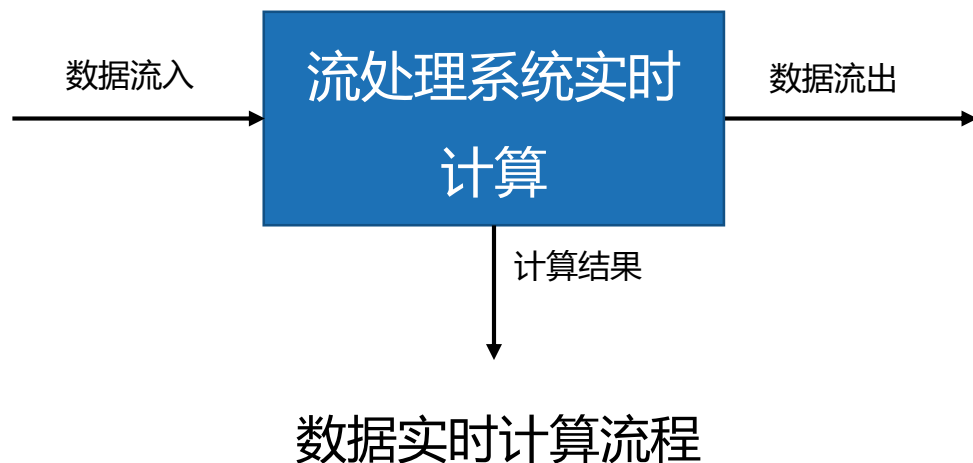 数据流入
流处理系统实时
计算
数据流出
计算结果
数据实时计算流程